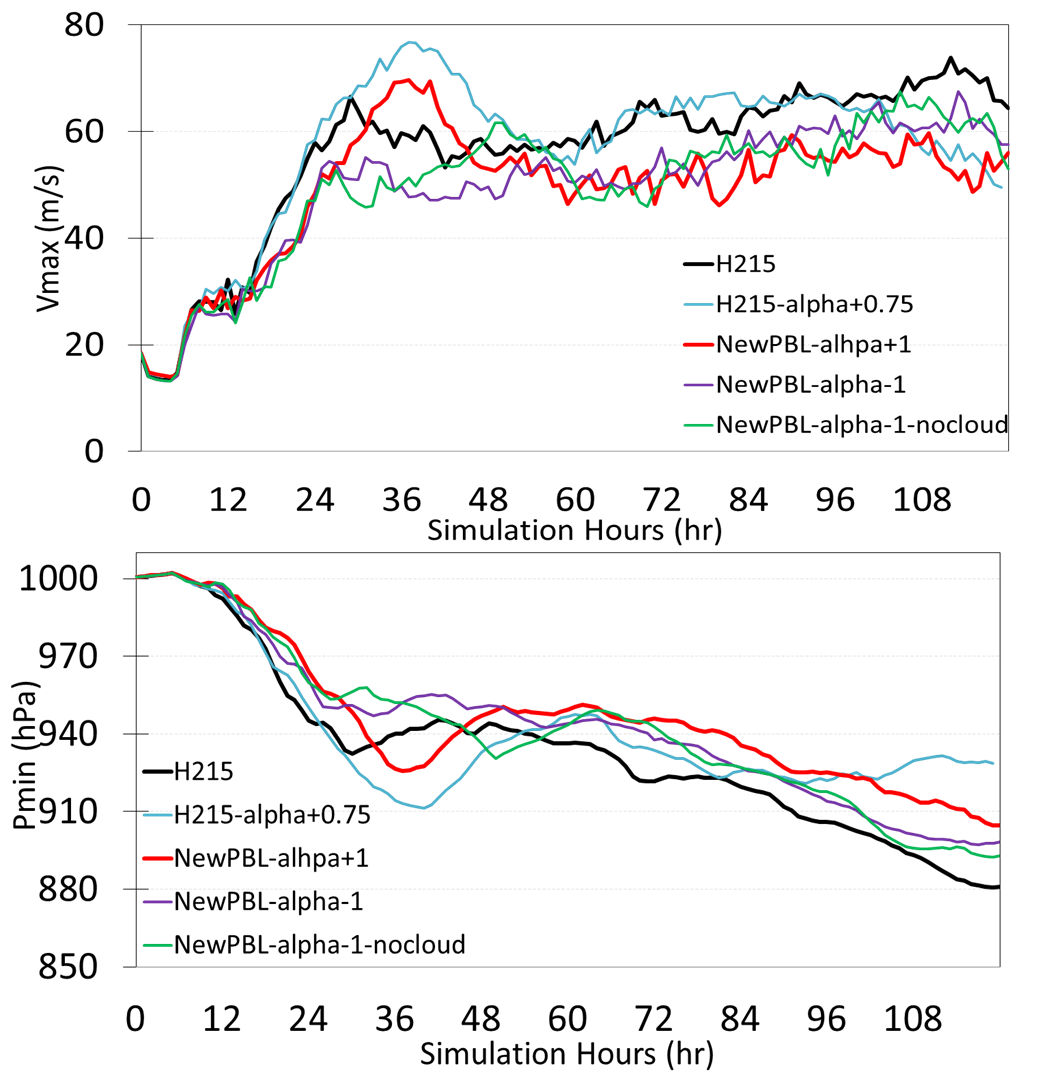 80
60
40
20
0
Vmax (m/s)
H215
H215-alpha+0.75
NewPBL-alhpa+1
NewPBL-alpha-1
NewPBL-alpha-1-nocloud
0 12 24 36 48 60 72 84 96 108
Simulation Hours (hr)
1000
970
940
910
880
850
Pmin (hPa)
H215
H215-alpha+0.75
NewPBL-alhpa+1
NewPBL-alpha-1
NewPBL-alpha-1-nocloud
0 12 24 36 48 60 72 84 96 108
Simulation Hours (hr)